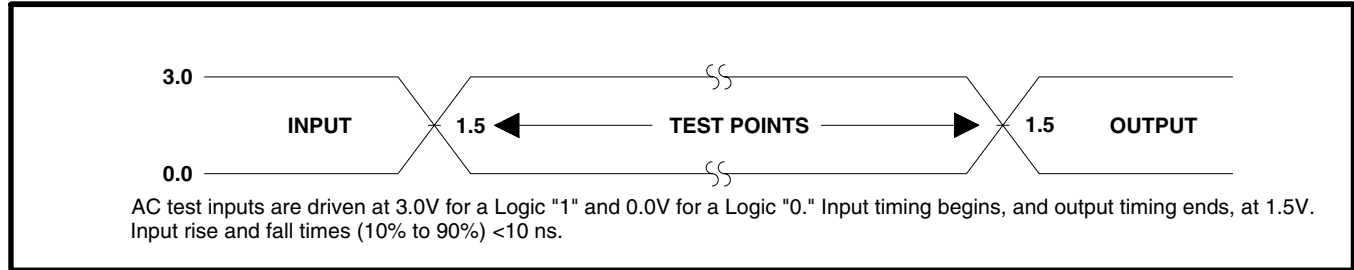 3.0
INPUT 1.5 TEST POINTS 1.5 OUTPUT
0.0
AC test inputs are driven at 3.0V for a Logic "1" and 0.0V for a Logic "0." Input timing begins, and output timing ends, at 1.5V.
Input rise and fall times (10% to 90%) <10 ns.